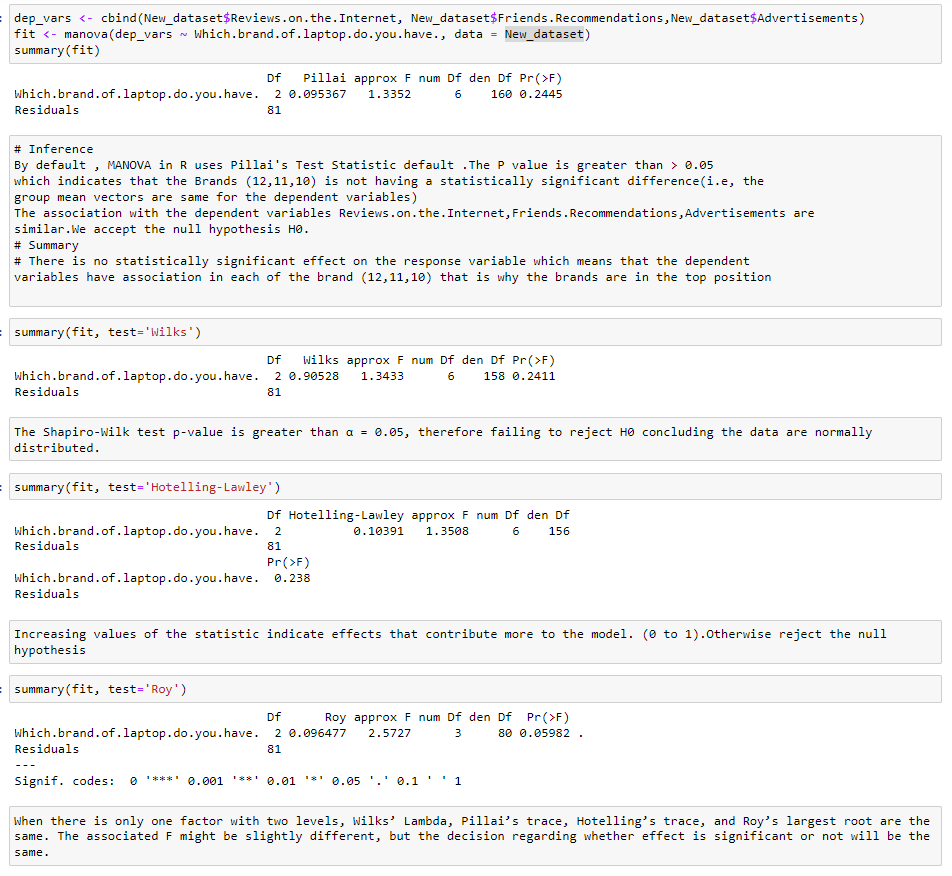 dep_vars <- cbind(New_dataset$Reviews.on.the.Internet, New_dataset$Friends.Recommendations,New_dataset$Advertisements)
fit <- manova(dep_vars ~ Which.brand.of.laptop.do.you.have., data = New_dataset)
summary(fit)
Df Pillai approx F num Df den Df Pr(>F)
Which.brand.of.laptop.do.you.have. 2 0.095367 1.3352 6 160 0.2445
Residuals 81
# Inference
By default , MANOVA in R uses Pillai's Test Statistic default .The P value is greater than > 0.05
which indicates that the Brands (12,11,10) is not having a statistically significant difference(i.e, the
group mean vectors are same for the dependent variables)
The association with the dependent variables Reviews.on.the.Internet,Friends.Recommendations,Advertisements are
similar.We accept the null hypothesis H0.
# Summary
# There is no statistically significant effect on the response variable which means that the dependent
variables have association in each of the brand (12,11,10) that is why the brands are in the top position
summary(fit, test='Wilks')
Df Wilks approx F num Df den Df Pr(>F)
Which.brand.of.laptop.do.you.have. 2 0.90528 1.3433 6 158 0.2411
Residuals 81
The Shapiro-Wilk test p-value is greater than α = 0.05, therefore failing to reject H0 concluding the data are normally
distributed.
summary(fit, test='Hotelling-Lawley')
Df Hotelling-Lawley approx F num Df den Df
Which.brand.of.laptop.do.you.have. 2 0.10391 1.3508 6 156
Residuals 81
Pr(>F)
Which.brand.of.laptop.do.you.have. 0.238
Residuals
Increasing values of the statistic indicate effects that contribute more to the model. (0 to 1).Otherwise reject the null
hypothesis
summary(fit, test='Roy')
Df Roy approx F num Df den Df Pr(>F)
Which.brand.of.laptop.do.you.have. 2 0.096477 2.5727 3 80 0.05982 .
Residuals 81
---
Signif. codes: 0 '***' 0.001 '**' 0.01 '*' 0.05 '.' 0.1 ' ' 1
When there is only one factor with two levels, Wilks’ Lambda, Pillai’s trace, Hotelling’s trace, and Roy’s largest root are the
same. The associated F might be slightly different, but the decision regarding whether effect is significant or not will be the
same.